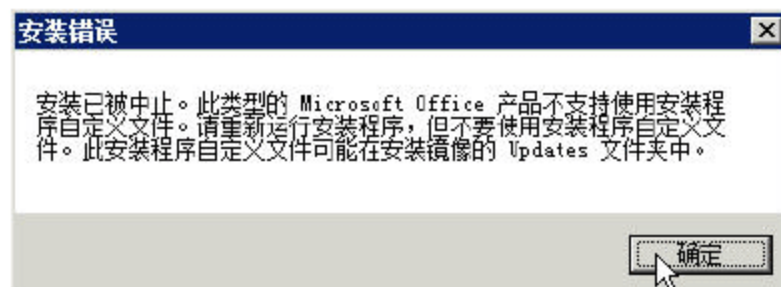 安装错误
安装已被中止。此类型的 Microsoft Office 产品不支持使用安装程
序自定义文件。请重新运行安装程序，但不要使用安装程序自定义文
件。此安装程序自定义文件可能在安装镜像的 Updates 文件夹中。
确定